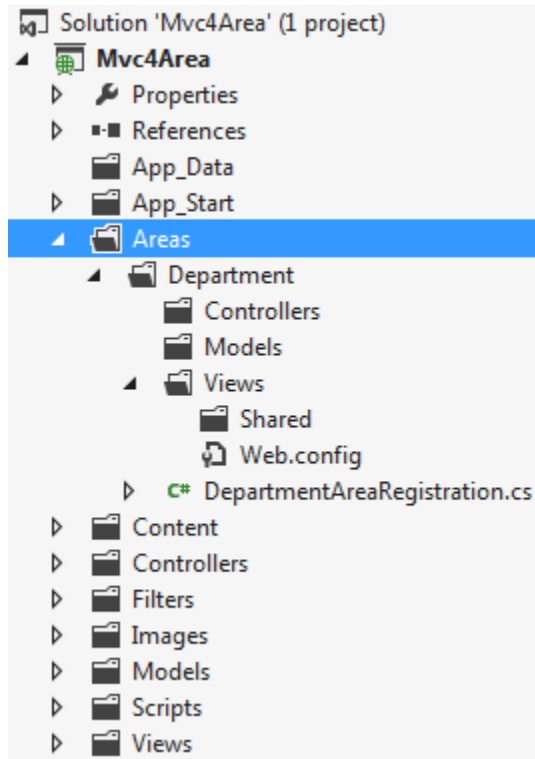 Solution 'Mvc4Area' (1 project)
Mvc4Area
Properties
References
App_Data
App_Start
Areas
Department
Controllers
Models
Views
Shared
Web.config
C# DepartmentAreaRegistration.cs
Content
Controllers
Filters
Images
Models
Scripts
Views